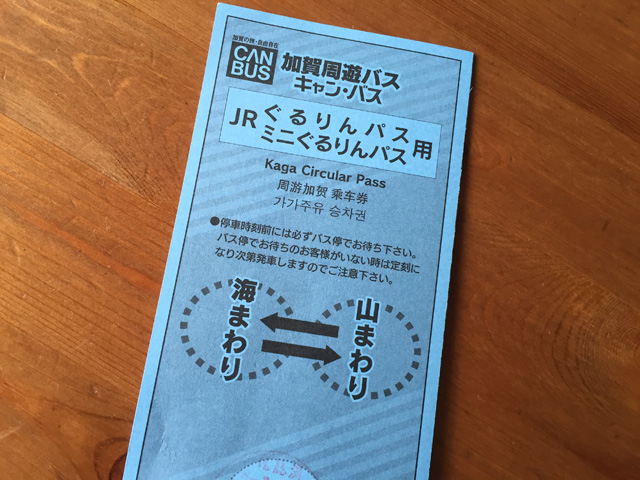 加賀の旅・自由自在
CAN
BUS
加賀周遊バス
キャン・バス
JR ぐるりんパス
ミニぐるりんパス 用
Kaga Circular Pass
周游加贺 乘车券
가가주유 승차권
●停車時刻前には必ずバス停でお待ち下さい。
バス停でお待ちのお客様がいない時は定刻に
なり次第発車しますのでご注意下さい。
海まわり
山まわり